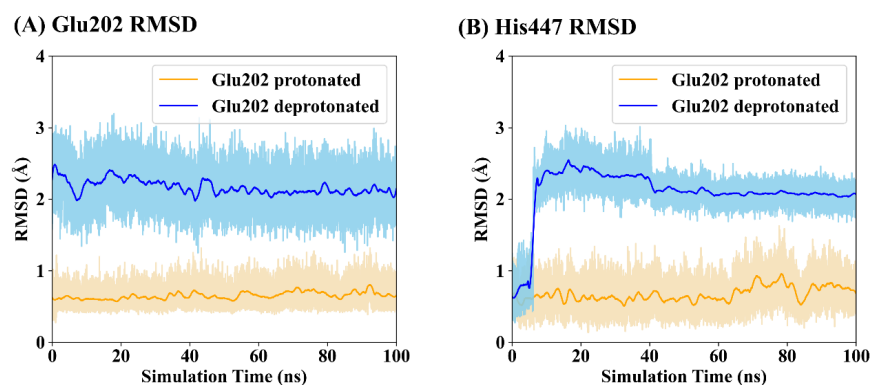 (A) Glu202 RMSD
4
3
2
1
0
RMSD (Å)
Glu202 protonated
Glu202 deprotonated
0 20 40 60 80 100
Simulation Time (ns)
(B) His447 RMSD
4
3
2
1
0
RMSD (Å)
Glu202 protonated
Glu202 deprotonated
0 20 40 60 80 100
Simulation Time (ns)